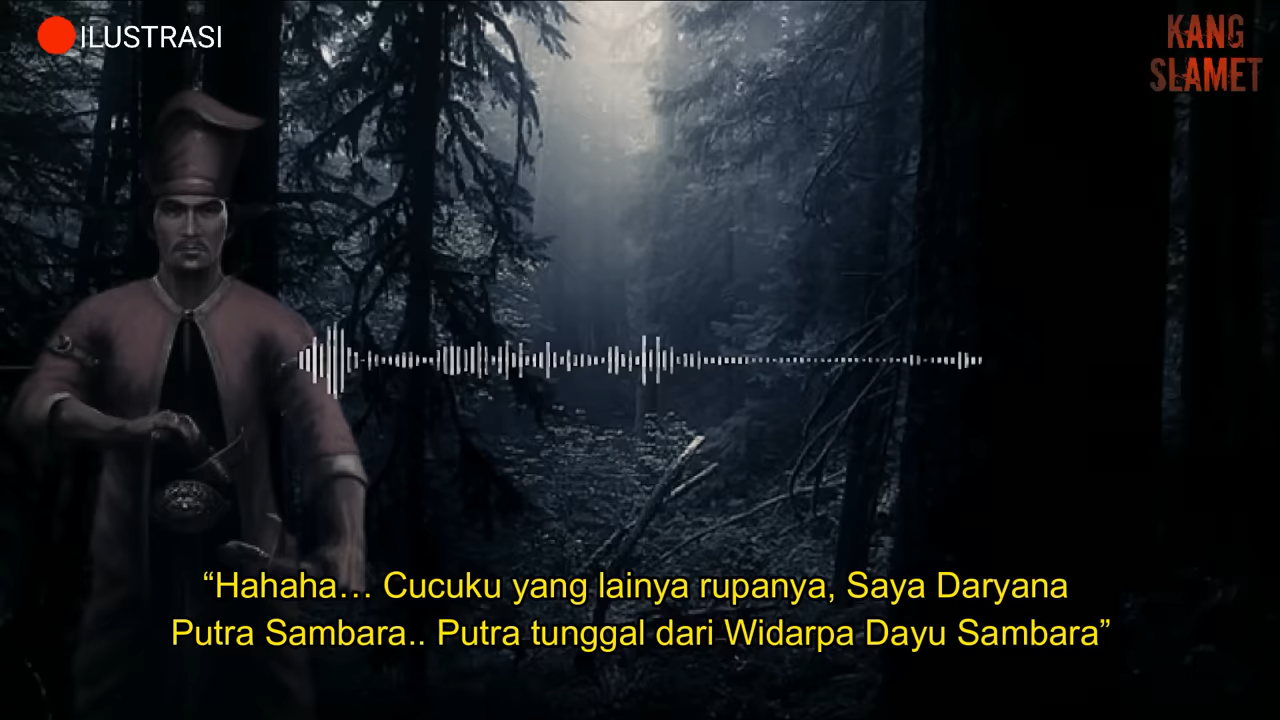 ILUSTRASI
KANG
SLAMET
“Hahaha… Cucuku yang lainya rupanya, Saya Daryana
Putra Sambara.. Putra tunggal dari Widarpa Dayu Sambara”